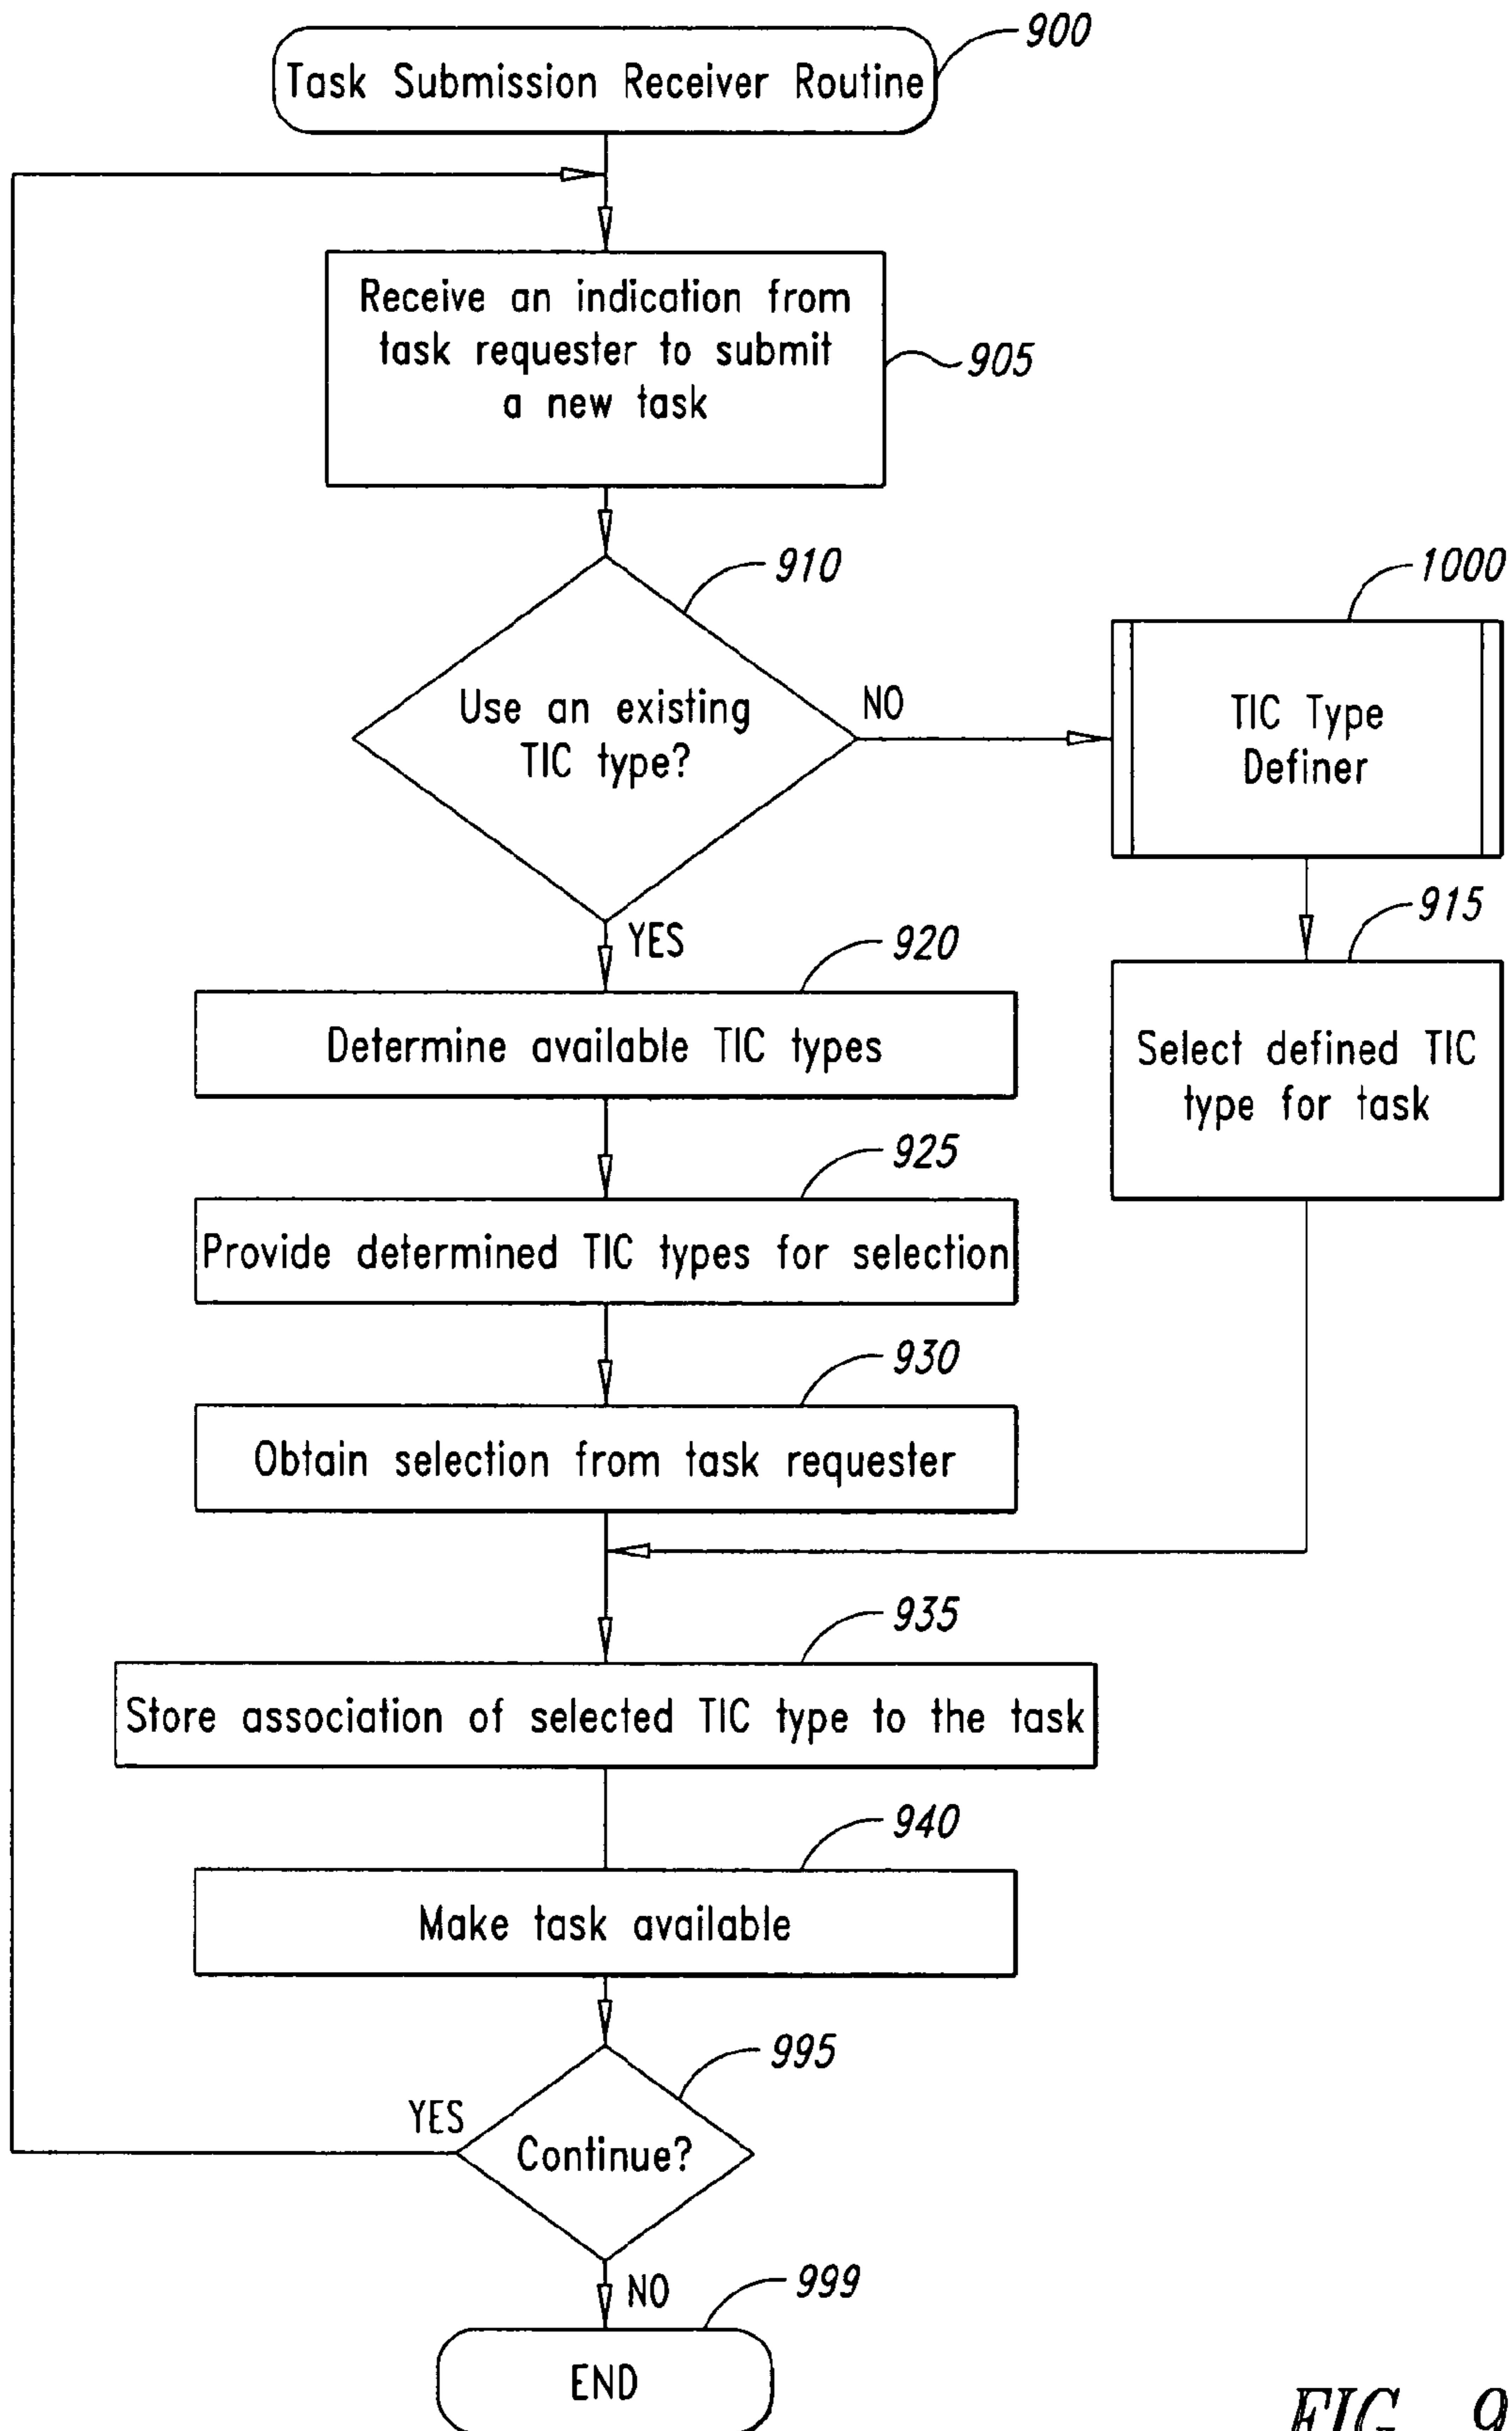 900
Task Submission Receiver Routine
Receive an indication from
task requester to submit
a new task
905
910
Use an existing
TIC type?
NO
1000
TIC Type
Definer
YES
915
Select defined TIC
type for task
920
Determine available TIC types
925
Provide determined TIC types for selection
930
Obtain selection from task requester
935
Store association of selected TIC type to the task
940
Make task available
995
YES
Continue?
NO
999
END
FIG. 9